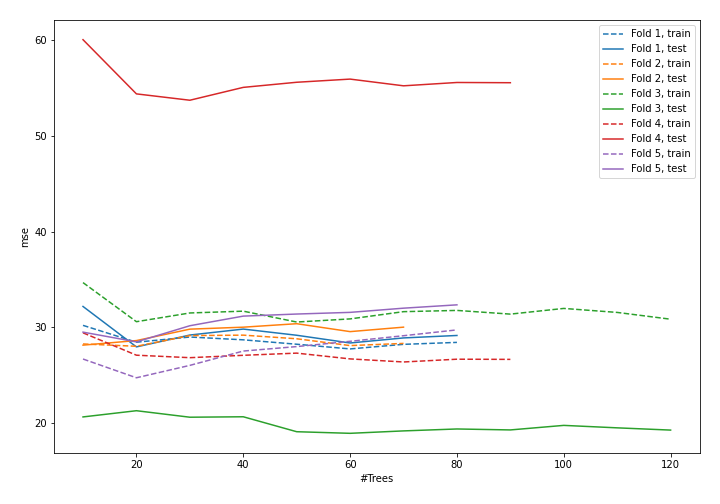 60
50
40
30
20
mse
20
40
60
80
100
120
#Trees
Fold 1, train
Fold 1, test
Fold 2, train
Fold 2, test
Fold 3, train
Fold 3, test
Fold 4, train
Fold 4, test
Fold 5, train
Fold 5, test